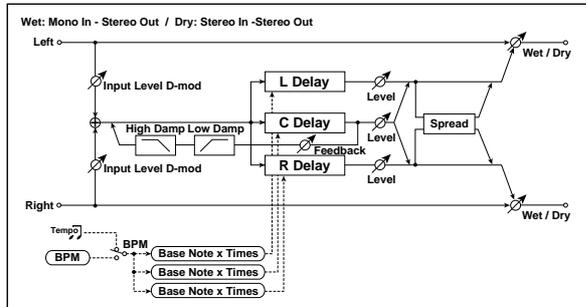 Wet: Mono In - Stereo Out / Dry: Stereo In -Stereo Out
Left
Wet / Dry
Input Level D-mod
L Delay
Level
High Damp Low Damp
C Delay
Level
Spread
Feedback
Input Level D-mod
R Delay
Level
Right
Wet / Dry
Tempo
BPM
BPM
Base Note x Times
Base Note x Times
Base Note x Times